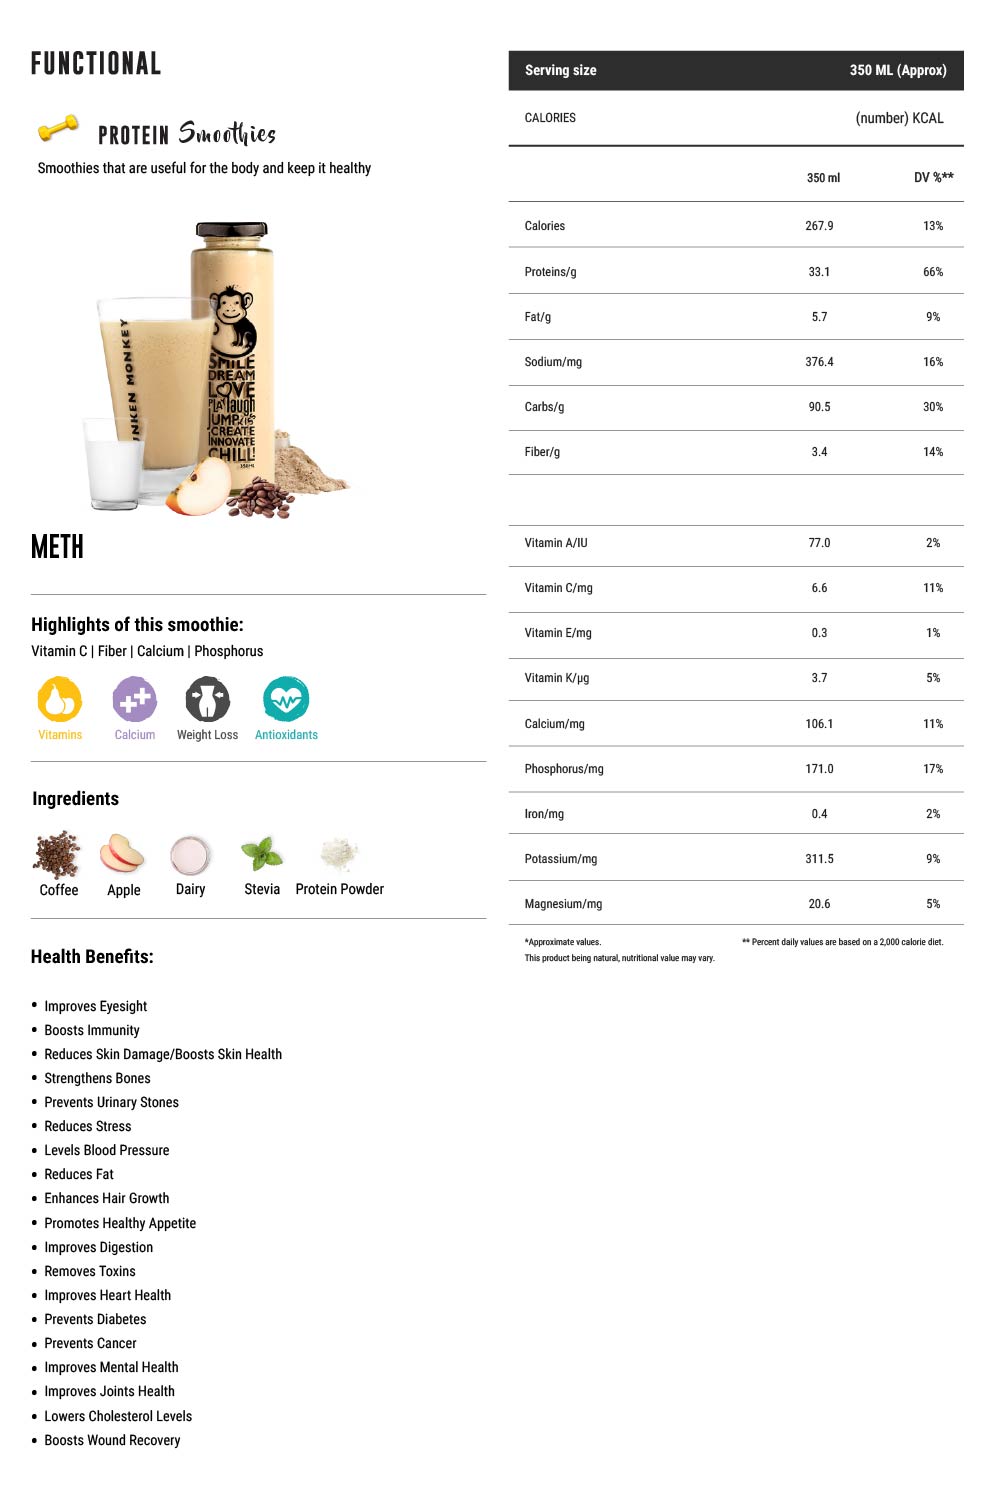 FUNCTIONAL
PROTEIN Smoothies
Smoothies that are useful for the body and keep it healthy
UNKEN MONKEY
SMILE
DREAM
LOVE
PLAY laugh
JUMP KISS
CREATE
INNOVATE
CHILL!
350ML
METH
Highlights of this smoothie:
Vitamin C | Fiber | Calcium | Phosphorus
Vitamins Calcium Weight Loss Antioxidants
Ingredients
Coffee Apple Dairy Stevia Protein Powder
Health Benefits:
• Improves Eyesight
• Boosts Immunity
• Reduces Skin Damage/Boosts Skin Health
• Strengthens Bones
• Prevents Urinary Stones
• Reduces Stress
• Levels Blood Pressure
• Reduces Fat
• Enhances Hair Growth
• Promotes Healthy Appetite
• Improves Digestion
• Removes Toxins
• Improves Heart Health
• Prevents Diabetes
• Prevents Cancer
• Improves Mental Health
• Improves Joints Health
• Lowers Cholesterol Levels
• Boosts Wound Recovery
Serving size 350 ML (Approx)
CALORIES (number) KCAL
350 ml DV %**
Calories 267.9 13%
Proteins/g 33.1 66%
Fat/g 5.7 9%
Sodium/mg 376.4 16%
Carbs/g 90.5 30%
Fiber/g 3.4 14%
Vitamin A/IU 77.0 2%
Vitamin C/mg 6.6 11%
Vitamin E/mg 0.3 1%
Vitamin K/µg 3.7 5%
Calcium/mg 106.1 11%
Phosphorus/mg 171.0 17%
Iron/mg 0.4 2%
Potassium/mg 311.5 9%
Magnesium/mg 20.6 5%
*Approximate values. ** Percent daily values are based on a 2,000 calorie diet.
This product being natural, nutritional value may vary.